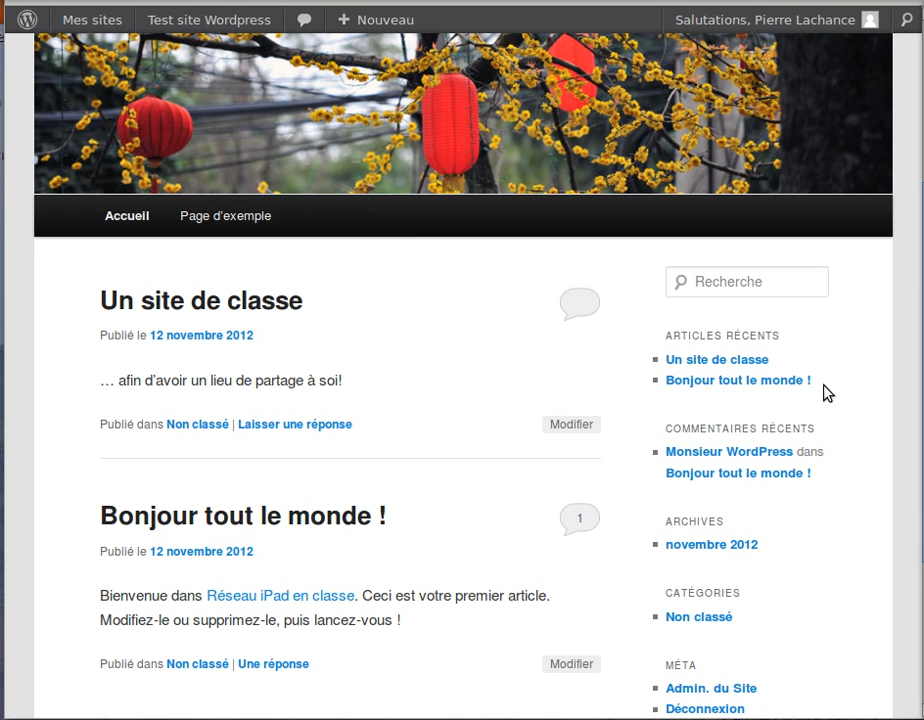 Mes sites Test site Wordpress Nouveau Salutations, Pierre Lachance
Accueil Page d'exemple
Un site de classe
Publié le 12 novembre 2012
… afin d'avoir un lieu de partage à soi!
Publié dans Non classé | Laisser une réponse Modifier
Bonjour tout le monde !
1
Publié le 12 novembre 2012
Bienvenue dans Réseau iPad en classe. Ceci est votre premier article.
Modifiez-le ou supprimez-le, puis lancez-vous !
Publié dans Non classé | Une réponse Modifier
Recherche
ARTICLES RÉCENTS
Un site de classe
Bonjour tout le monde !
COMMENTAIRES RÉCENTS
Monsieur WordPress dans
Bonjour tout le monde !
ARCHIVES
novembre 2012
CATÉGORIES
Non classé
MÉTA
Admin. du Site
Déconnexion